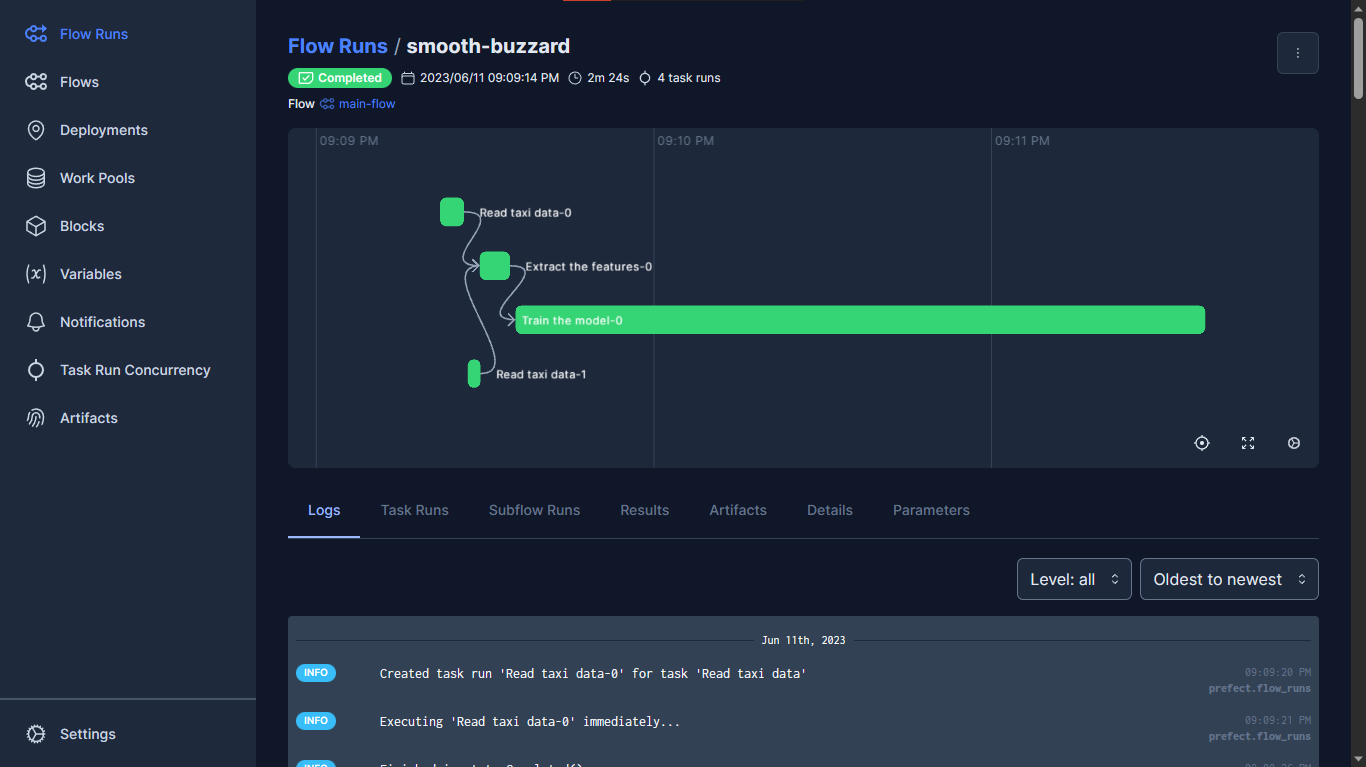 Flow Runs
Flows
Deployments
Work Pools
Blocks
Variables
Notifications
Task Run Concurrency
Artifacts
Settings
Flow Runs / smooth-buzzard
Completed 2023/06/11 09:09:14 PM 2m 24s 4 task runs
Flow main-flow
09:09 PM 09:10 PM 09:11 PM
Read taxi data-0
Extract the features-0
Train the model-0
Read taxi data-1
Logs Task Runs Subflow Runs Results Artifacts Details Parameters
Level: all Oldest to newest
Jun 11th, 2023
INFO Created task run 'Read taxi data-0' for task 'Read taxi data' 09:09:20 PM
prefect.flow_runs
INFO Executing 'Read taxi data-0' immediately... 09:09:21 PM
prefect.flow_runs
INFO